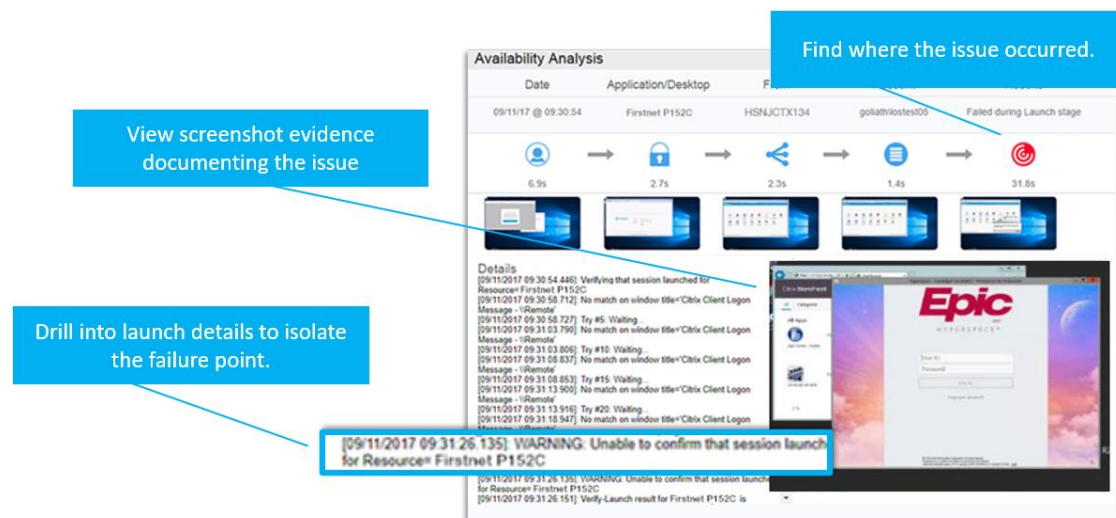 Find where the issue occurred.
View screenshot evidence
documenting the issue
Drill into launch details to isolate
the failure point.
Availability Analysis
Date Application/Desktop
09/11/17 @ 09:30:54 Firstnet P152C HSNJCTX134 goliath\lostest05 Failed during Launch stage
6.9s 2.7s 2.3s 1.4s 31.8s
Details
[09/11/2017 09:30:54.446]: Verifying that session launched for
Resource= Firstnet P152C
[09/11/2017 09:30:58.712]: No match on window title='Citrix Client Logon
Message - \\Remote'
[09/11/2017 09:30:58.727]: Try #5: Waiting...
[09/11/2017 09:31:03.790]: No match on window title='Citrix Client Logon
Message - \\Remote'
[09/11/2017 09:31:03.806]: Try #10: Waiting...
[09/11/2017 09:31:08.837]: No match on window title='Citrix Client Logon
Message - \\Remote'
[09/11/2017 09:31:08.853]: Try #15: Waiting...
[09/11/2017 09:31:13.900]: No match on window title='Citrix Client Logon
Message - \\Remote'
[09/11/2017 09:31:13.916]: Try #20: Waiting...
[09/11/2017 09:31:18.947]: No match on window title='Citrix Client Logon
[09/11/2017 09:31:26.135]: WARNING: Unable to confirm that session launch
for Resource= Firstnet P152C
[09/11/2017 09:31:26.135]: WARNING: Unable to confirm that session launche
for Resource= Firstnet P152C
[09/11/2017 09:31:26.151]: Verify-Launch result for Firstnet P152C is
Citrix StoreFront
All Categories
All Apps
Epic
HYPERSPACE
User ID
Password
Log In